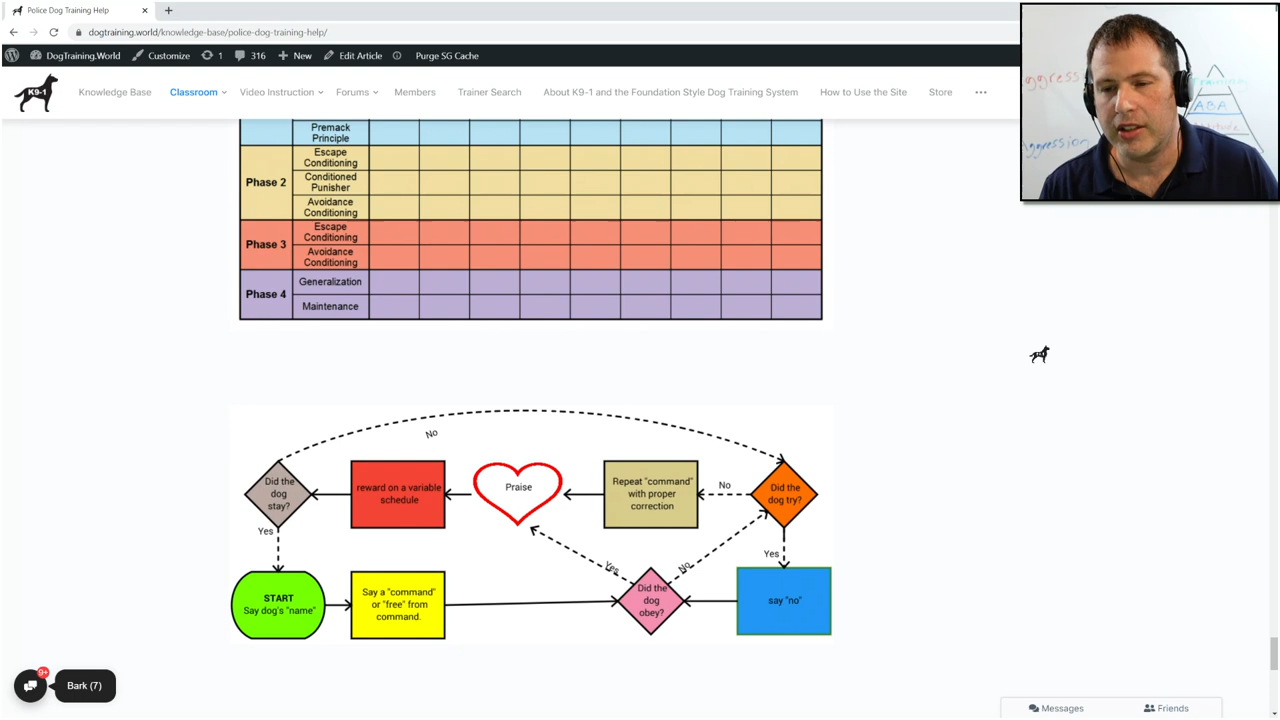 Police Dog Training Help
dogtraining.world/knowledge-base/police-dog-training-help/
DogTraining.World Customize 1 316 New Edit Article Purge SG Cache
K9-1
Knowledge Base Classroom Video Instruction Forums Members Trainer Search About K9-1 and the Foundation Style Dog Training System How to Use the Site Store
Training
ABA
Premack
Principle
Phase 2
Escape
Conditioning
Conditioned
Punisher
Avoidance
Conditioning
Phase 3
Escape
Conditioning
Avoidance
Conditioning
Phase 4
Generalization
Maintenance
No
Did the
dog
stay?
reward on a variable
schedule
Praise
Repeat "command"
with proper
correction
No
Did the
dog try?
Yes
Yes
No
Yes
START
Say dog's "name"
Say a "command"
or "free" from
command.
Did the
dog
obey?
say "no"
9+
Bark (7)
Messages Friends